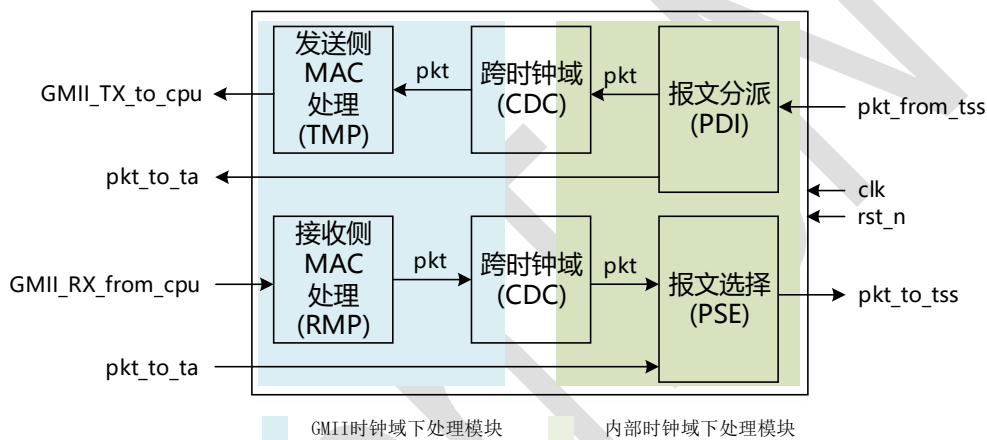 发送侧
MAC
处理
(TMP)
pkt
跨时钟域
(CDC)
pkt
报文分派
(PDI)
GMII_TX_to_cpu
pkt_from_tss
pkt_to_ta
clk
rst_n
接收侧
MAC
处理
(RMP)
pkt
跨时钟域
(CDC)
pkt
报文选择
(PSE)
GMII_RX_from_cpu
pkt_to_tss
pkt_to_ta
GMII时钟域下处理模块
内部时钟域下处理模块